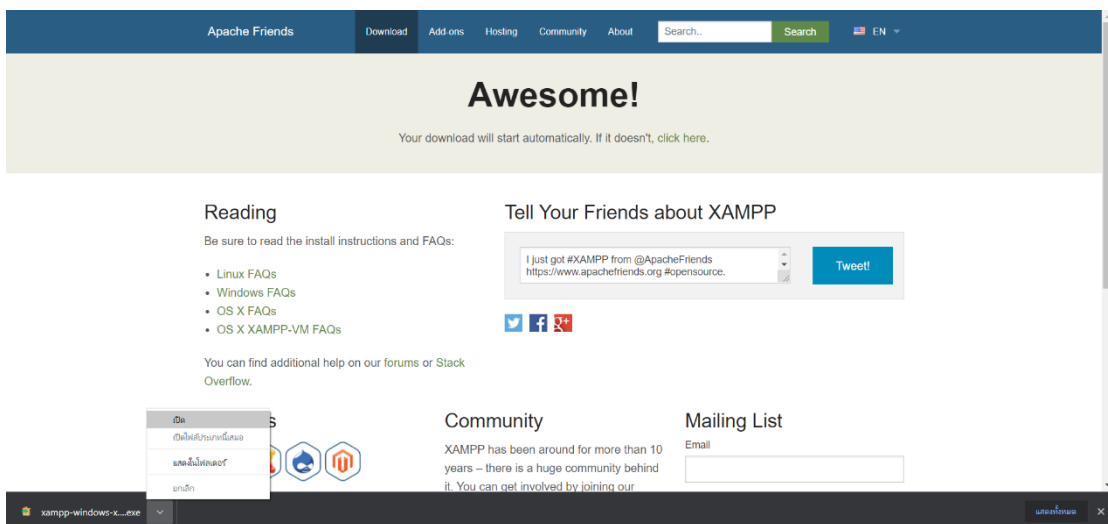 Apache Friends Download Add-ons Hosting Community About Search.. Search EN
Awesome!
Your download will start automatically. If it doesn't, click here.
Reading
Be sure to read the install instructions and FAQs:
• Linux FAQs
• Windows FAQs
• OS X FAQs
• OS X XAMPP-VM FAQs
You can find additional help on our forums or Stack
Overflow.
Tell Your Friends about XAMPP
I just got #XAMPP from @ApacheFriends
https://www.apachefriends.org #opensource.
Tweet!
เปิด
เปิดไฟล์ประเภทนี้เสมอ
แสดงในโฟลเดอร์
ยกเลิก
s
Community
XAMPP has been around for more than 10
years – there is a huge community behind
it. You can get involved by joining our
Mailing List
Email
xampp-windows-x....exe
แสดงทั้งหมด